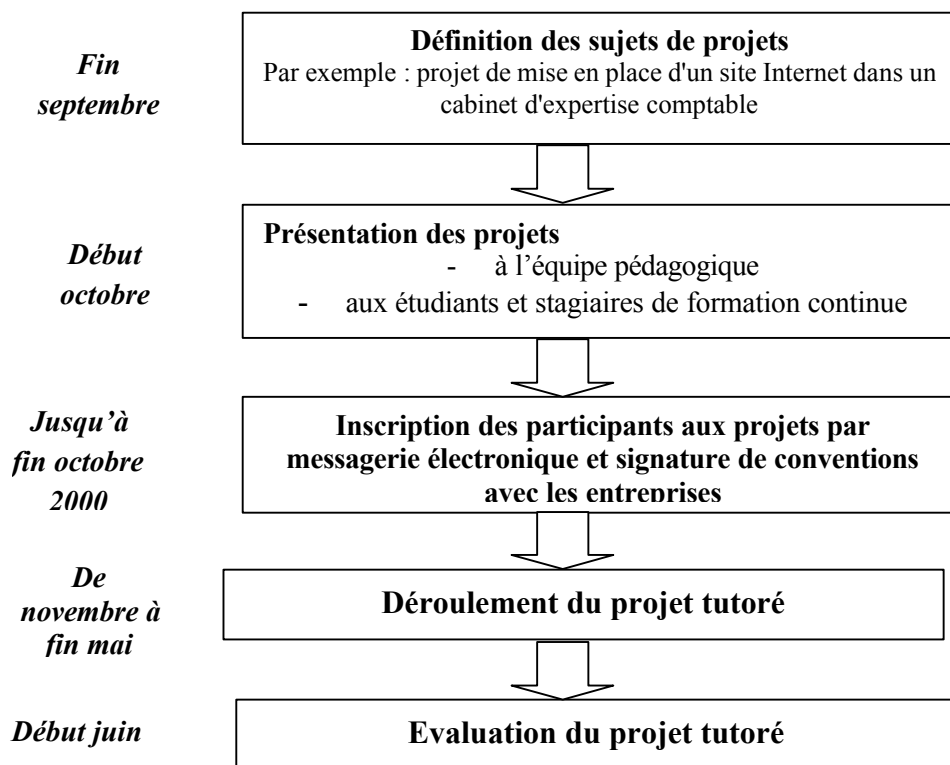 Fin
septembre
Définition des sujets de projets
Par exemple : projet de mise en place d'un site Internet dans un
cabinet d'expertise comptable
Début
octobre
Présentation des projets
- à l’équipe pédagogique
- aux étudiants et stagiaires de formation continue
Jusqu’à
fin octobre
2000
Inscription des participants aux projets par
messagerie électronique et signature de conventions
avec les entreprises
De
novembre à
fin mai
Déroulement du projet tutoré
Début juin
Evaluation du projet tutoré